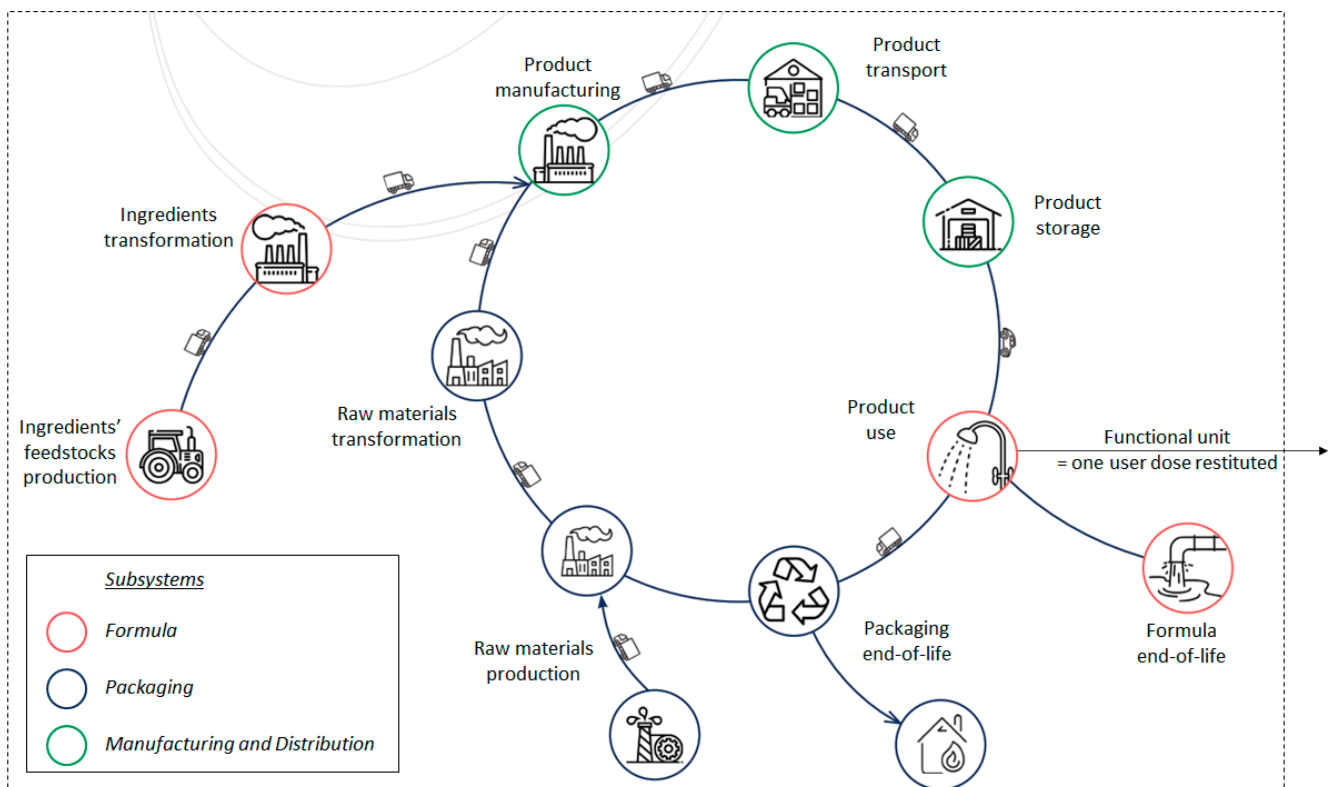 Product
transport
Product
manufacturing
Product
storage
Ingredients
transformation
Ingredients'
feedstocks
production
Raw materials
transformation
Product
use
Functional unit
= one user dose restituted
Raw materials
production
Packaging
end-of-life
Formula
end-of-life
Subsystems
Formula
Packaging
Manufacturing and Distribution